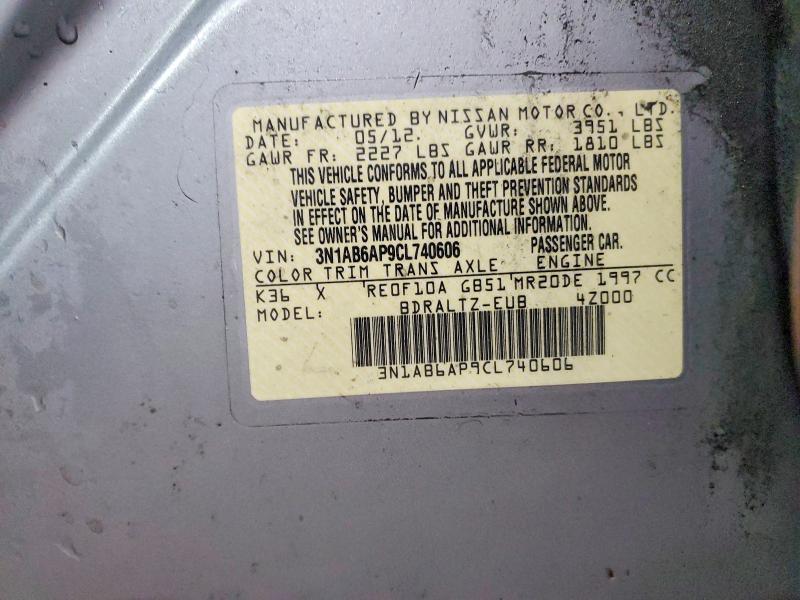 MANUFACTURED BY NISSAN MOTOR CO., LTD.
DATE: 05/12. GVWR: 3951 LBS
GAWR FR: 2227 LBS GAWR RR: 1810 LBS
THIS VEHICLE CONFORMS TO ALL APPLICABLE FEDERAL MOTOR
VEHICLE SAFETY, BUMPER AND THEFT PREVENTION STANDARDS
IN EFFECT ON THE DATE OF MANUFACTURE SHOWN ABOVE.
SEE OWNER'S MANUAL FOR ADDITIONAL INFORMATION.
VIN: 3N1AB6AP9CL740606 PASSENGER CAR.
COLOR TRIM TRANS AXLE ENGINE
K36 X 'RE0F10A GB51'MR20DE 1997 CC
MODEL: BDRALTZ-EUB 4Z000
3N1AB6AP9CL740606